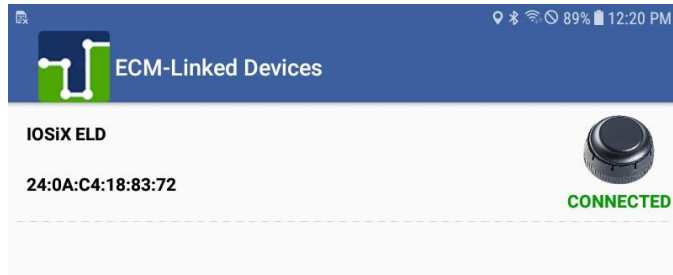 89% 12:20 PM
ECM-Linked Devices
IOSiX ELD
24:0A:C4:18:83:72
CONNECTED